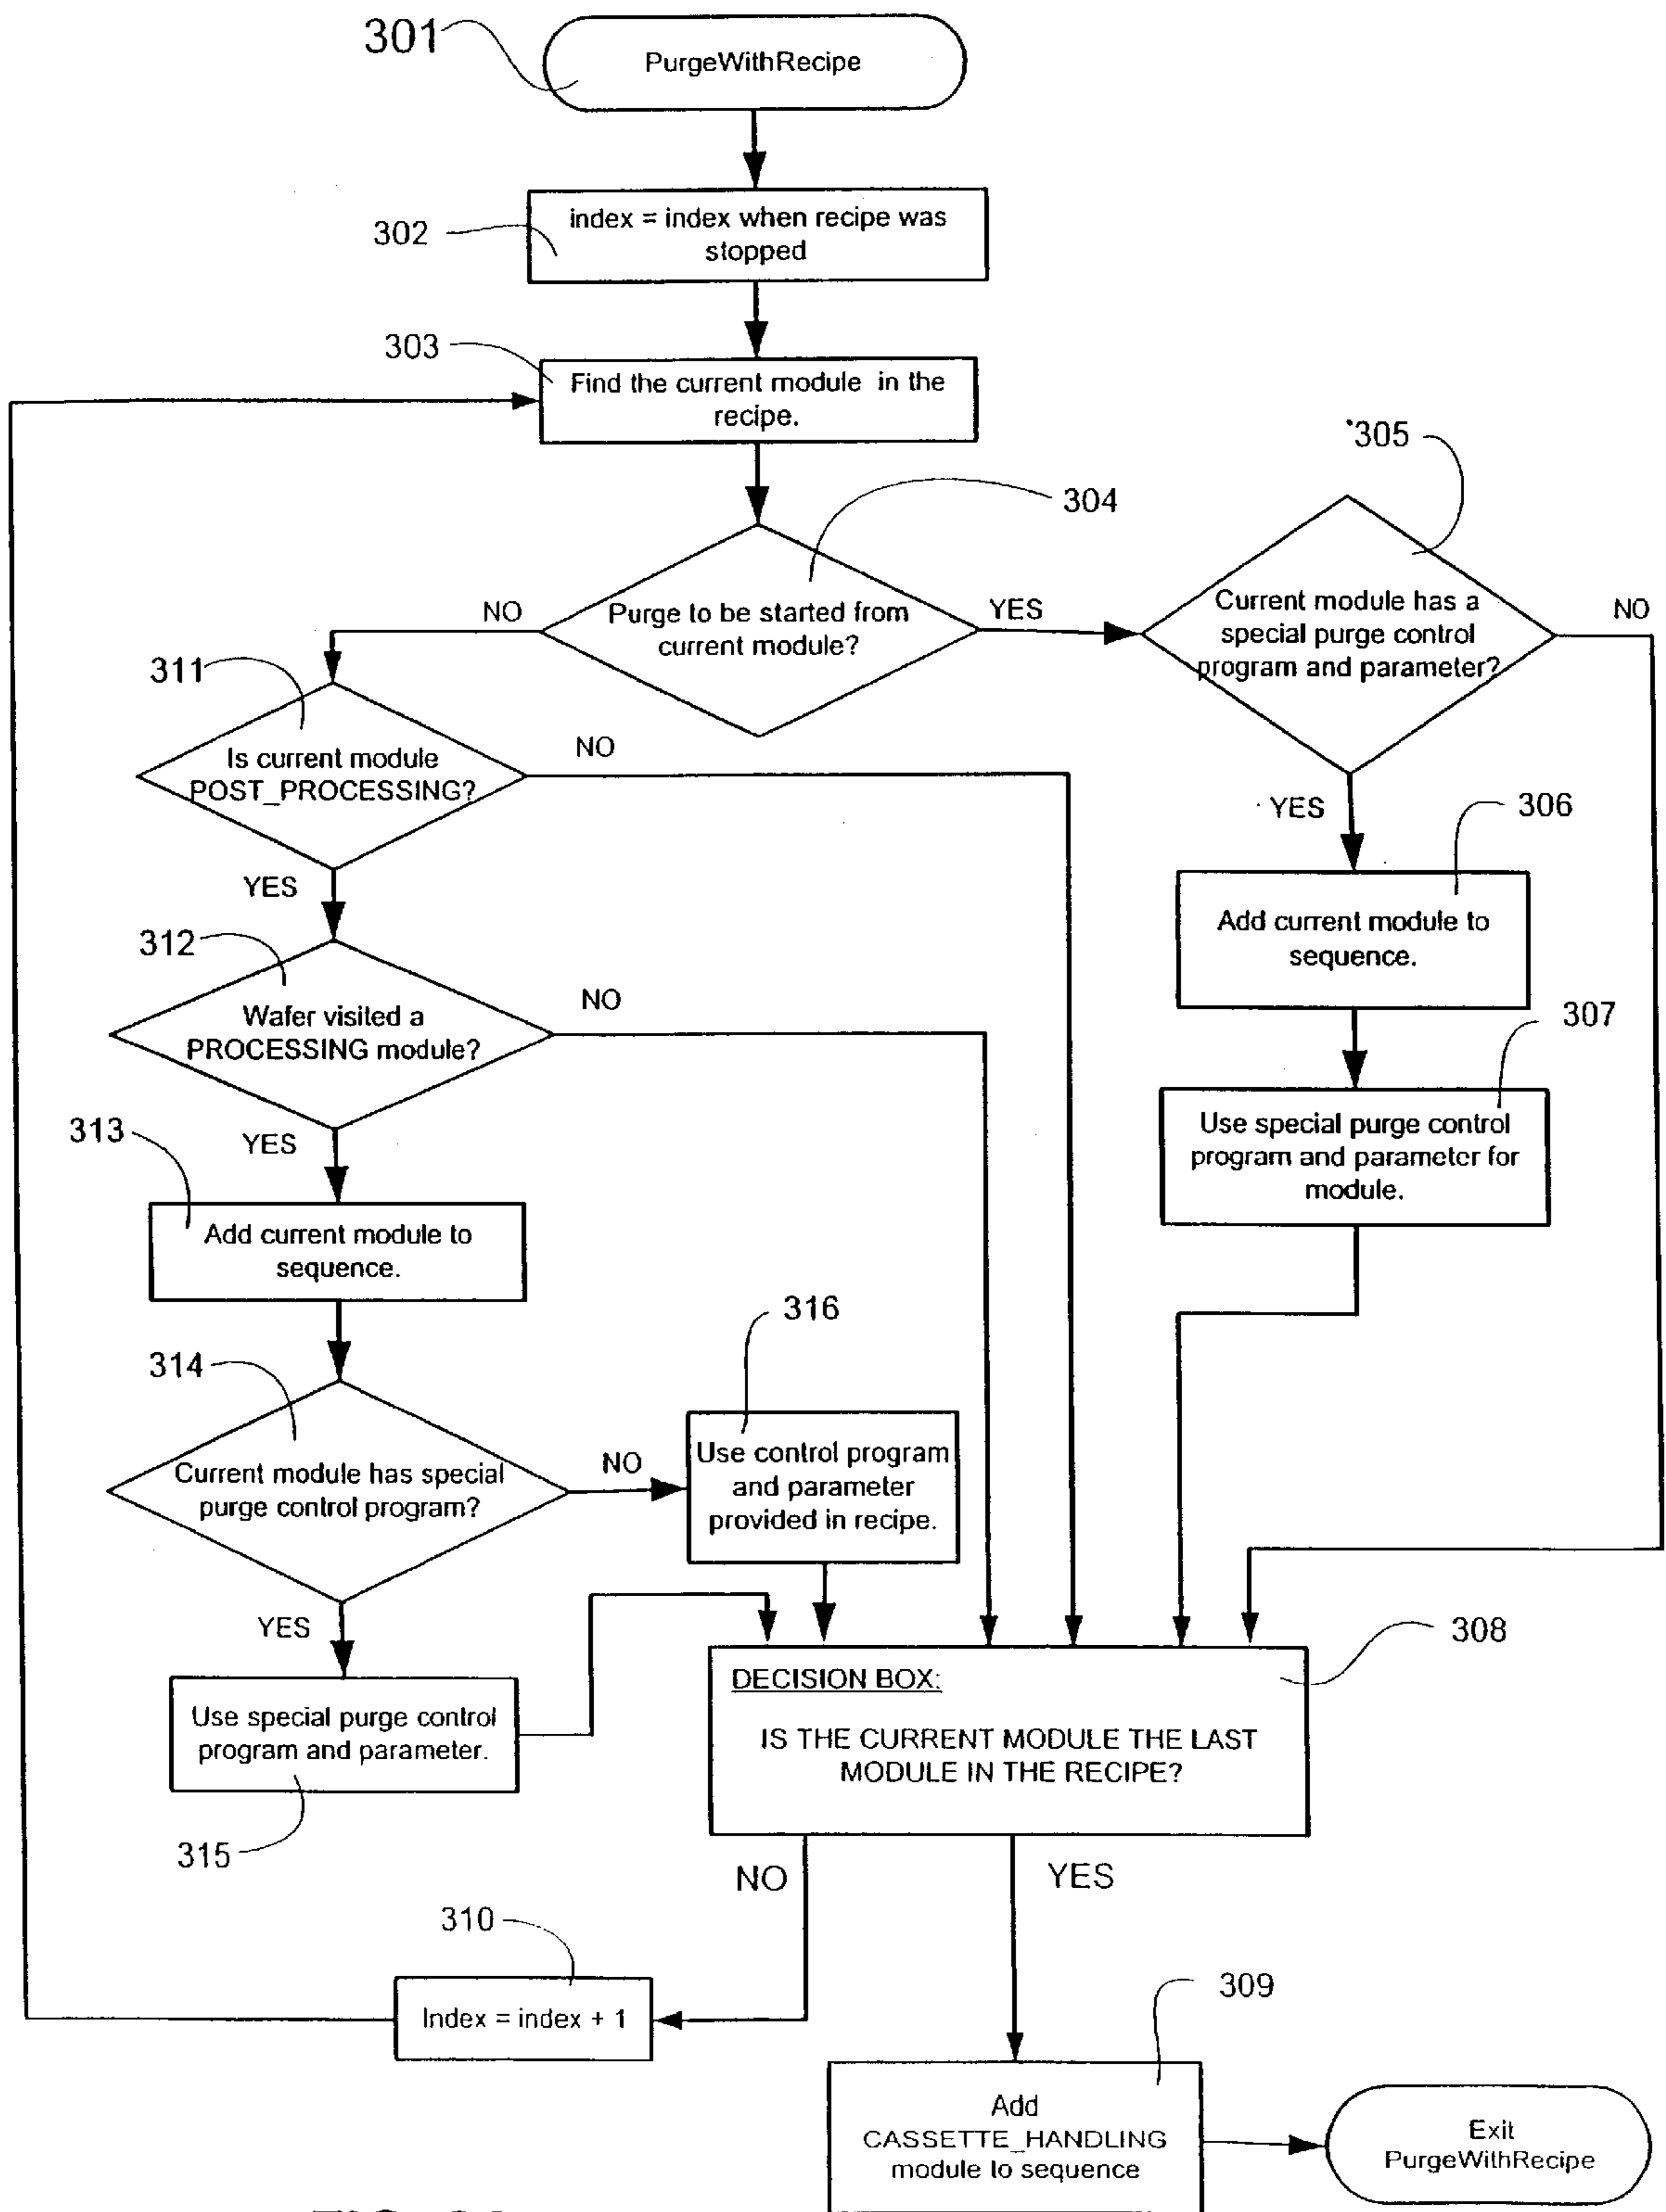 301
PurgeWithRecipe
302
index = index when recipe was
stopped
303
Find the current module in the
recipe.
304
Purge to be started from
current module?
NO
YES
305
Current module has a
special purge control
program and parameter?
NO
YES
306
Add current module to
sequence.
307
Use special purge control
program and parameter for
module.
311
Is current module
POST_PROCESSING?
NO
YES
312
Wafer visited a
PROCESSING module?
NO
YES
313
Add current module to
sequence.
314
Current module has special
purge control program?
NO
YES
316
Use control program
and parameter
provided in recipe.
315
Use special purge control
program and parameter.
308
DECISION BOX:
IS THE CURRENT MODULE THE LAST
MODULE IN THE RECIPE?
NO
YES
310
Index = index + 1
309
Add
CASSETTE_HANDLING
module to sequence
Exit
PurgeWithRecipe